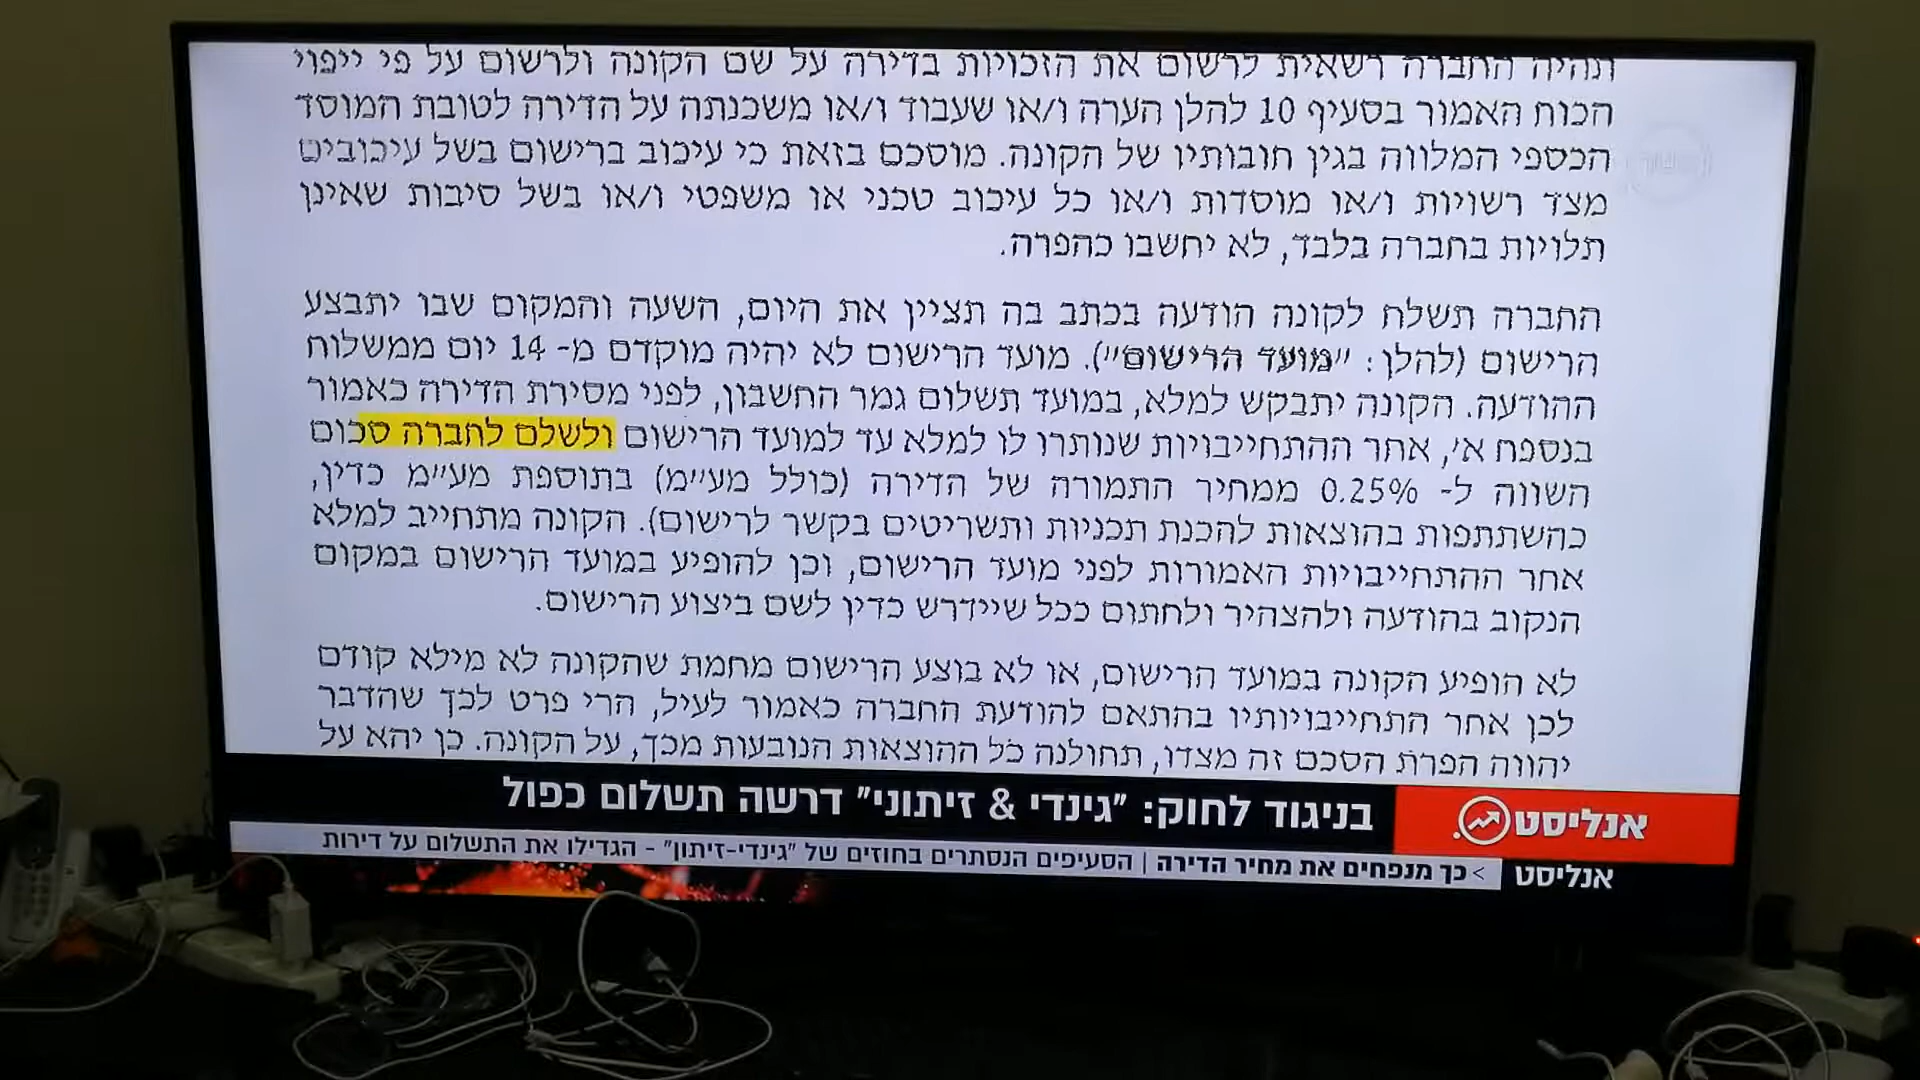 תהיה החברה רשאית לרשום את הזכויות בדירה על שם הקונה ולרשום על פי ייפוי
הכוח האמור בסעיף 10 להלן הערה ו/או שעבוד ו/או משכנתה על הדירה לטובת המוסד
הכספי המלווה בגין חובותיו של הקונה. מוסכם בזאת כי עיכוב ברישום בשל עיכובים
מצד רשויות ו/או מוסדות ו/או כל עיכוב טכני או משפטי ו/או בשל סיבות שאינן
תלויות בחברה בלבד, לא יחשבו כהפרה.
החברה תשלח לקונה הודעה בכתב בה תציין את היום, השעה והמקום שבו יתבצע
הרישום (להלן: "מועד הרישום"). מועד הרישום לא יהיה מוקדם מ- 14 יום ממשלוח
ההודעה. הקונה יתבקש למלא, במועד תשלום גמר החשבון, לפני מסירת הדירה כאמור
בנספח א', אחר ההתחייבויות שנותרו לו למלא עד למועד הרישום ולשלם לחברה סכום
השווה ל- 0.25% ממחיר התמורה של הדירה (כולל מע"מ) בתוספת מע"מ כדין,
כהשתתפות בהוצאות להכנת תכניות ותשריטים בקשר לרישום). הקונה מתחייב למלא
אחר ההתחייבויות האמורות לפני מועד הרישום, וכן להופיע במועד הרישום במקום
הנקוב בהודעה ולהצהיר ולחתום ככל שיידרש כדין לשם ביצוע הרישום.
לא הופיע הקונה במועד הרישום, או לא בוצע הרישום מחמת שהקונה לא מילא קודם
לכן אחר התחייבויותיו בהתאם להודעת החברה כאמור לעיל, הרי פרט לכך שהדבר
יהווה הפרת הסכם זה מצדו, תחולנה כל ההוצאות הנובעות מכך, על הקונה. כן יהא על
אנליסט בניגוד לחוק: "גינדי & זיתוני" דרשה תשלום כפול
אנליסט > כך מנפחים את מחיר הדירה | הסעיפים הנסתרים בחוזים של "גינדי-זיתון" - הגדילו את התשלום על דירות